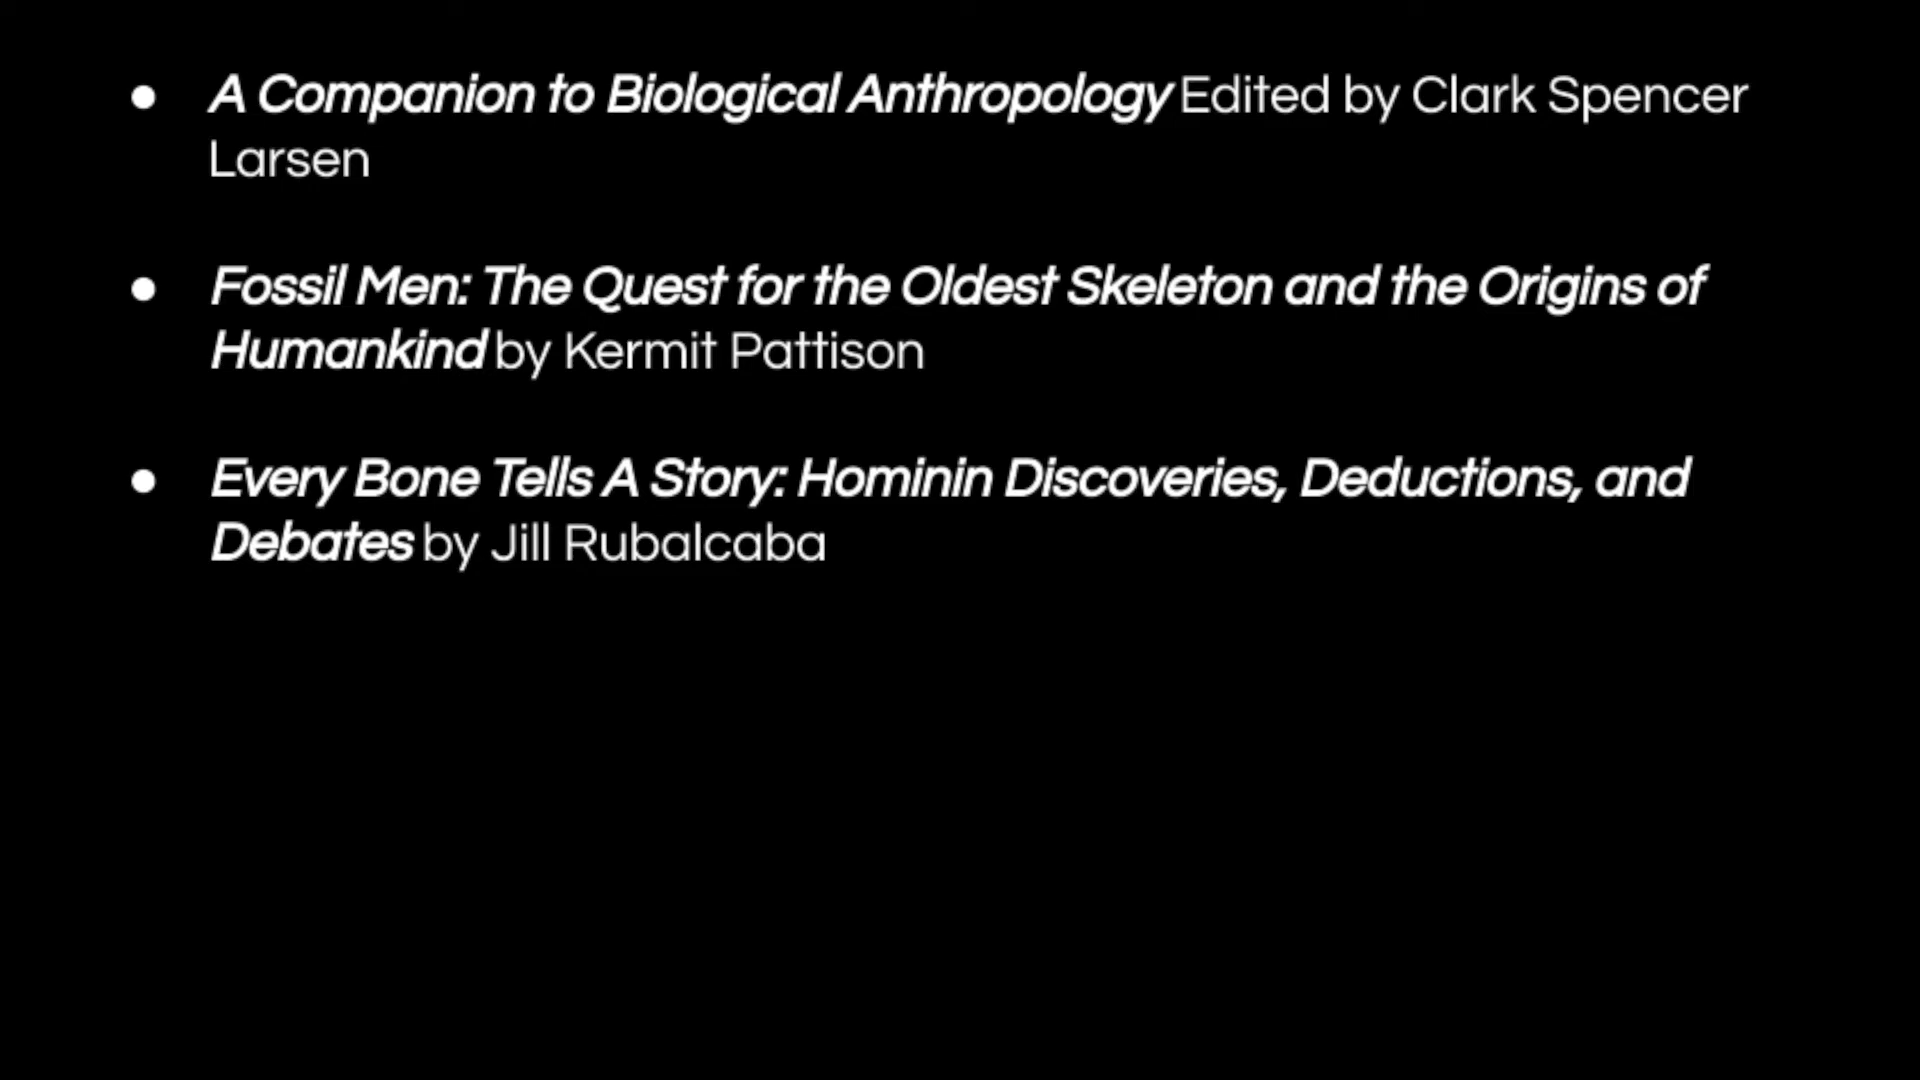 ● A Companion to Biological Anthropology Edited by Clark Spencer
Larsen
● Fossil Men: The Quest for the Oldest Skeleton and the Origins of
Humankind by Kermit Pattison
● Every Bone Tells A Story: Hominin Discoveries, Deductions, and
Debates by Jill Rubalcaba